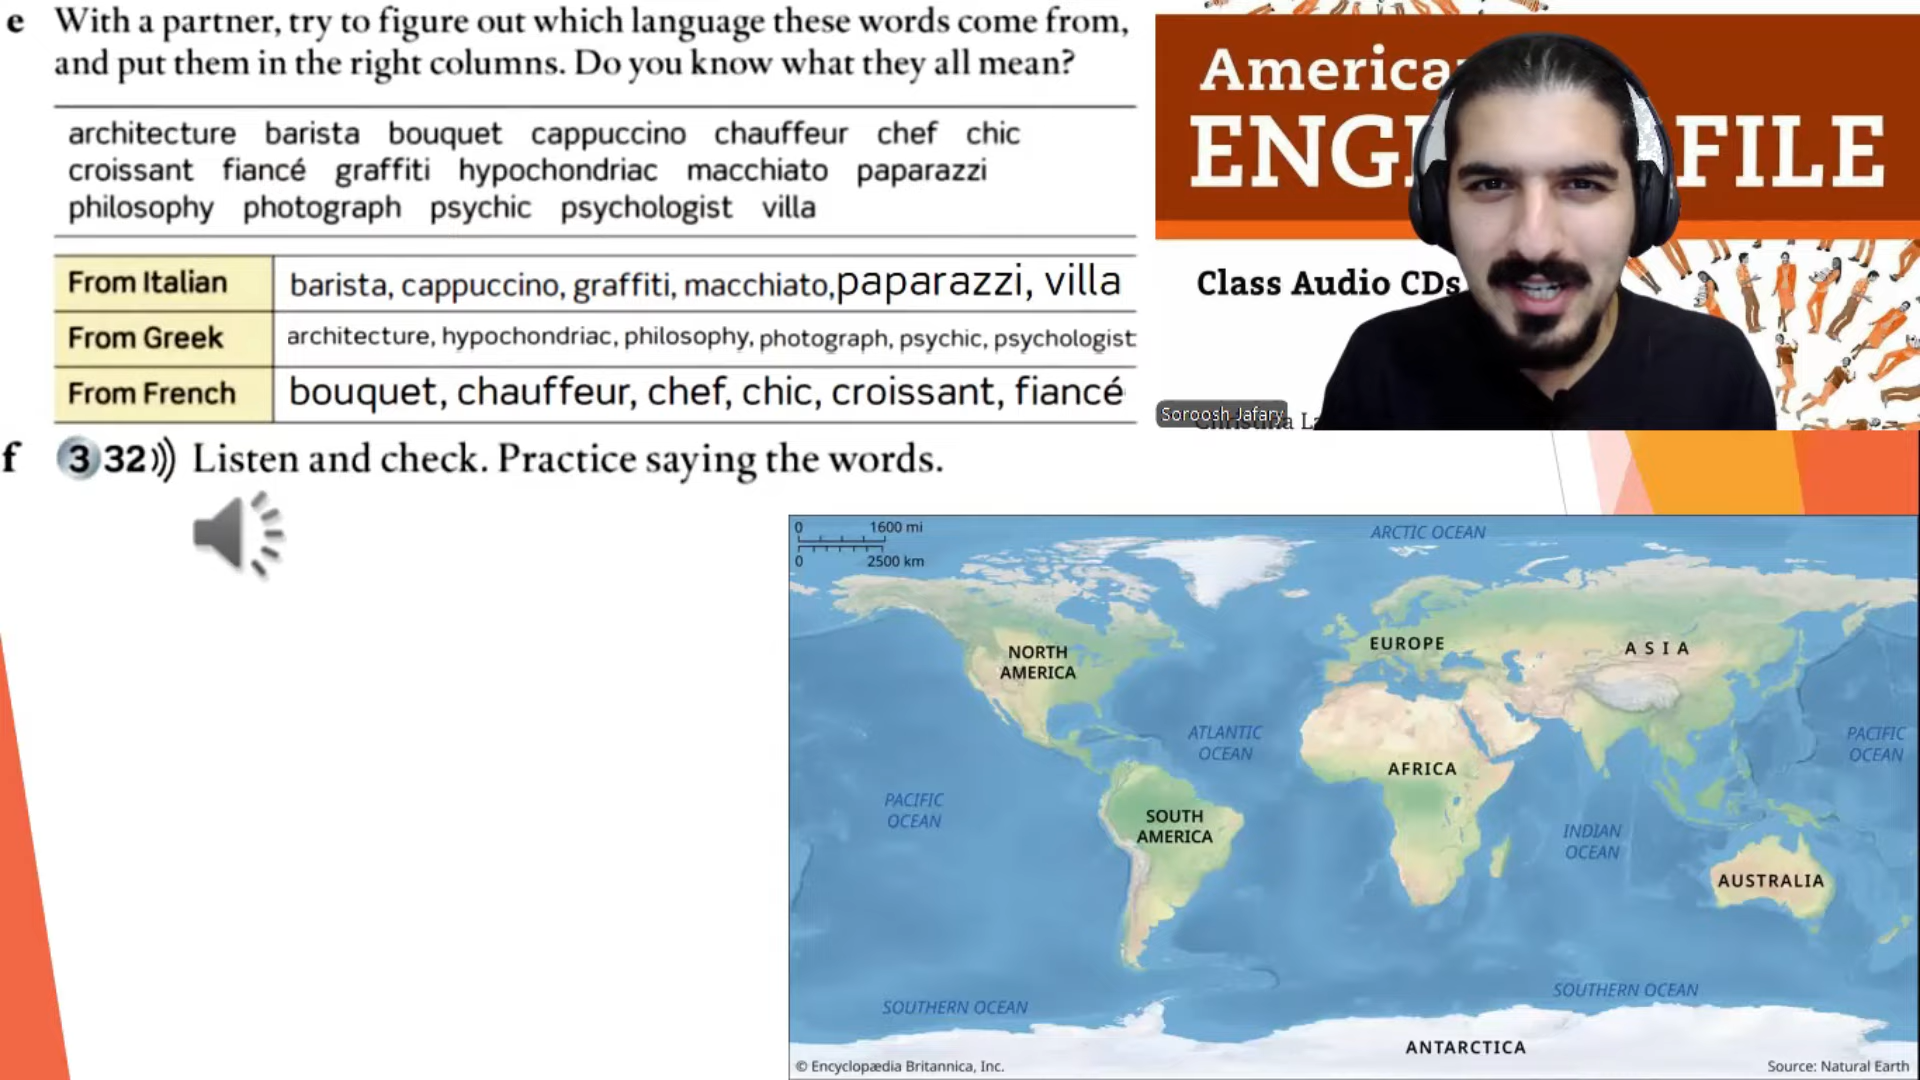 e With a partner, try to figure out which language these words come from,
and put them in the right columns. Do you know what they all mean?
architecture barista bouquet cappuccino chauffeur chef chic
croissant fiancé graffiti hypochondriac macchiato paparazzi
philosophy photograph psychic psychologist villa
From Italian barista, cappuccino, graffiti, macchiato, paparazzi, villa
From Greek architecture, hypochondriac, philosophy, photograph, psychic, psychologist
From French bouquet, chauffeur, chef, chic, croissant, fiancé
f 3 32))) Listen and check. Practice saying the words.
America
ENG FILE
Class Audio CDs
Soroosh Jafary
0 1600 mi
0 2500 km
ARCTIC OCEAN
NORTH
AMERICA
EUROPE
ASIA
ATLANTIC
OCEAN
PACIFIC
OCEAN
AFRICA
PACIFIC
OCEAN
SOUTH
AMERICA
INDIAN
OCEAN
AUSTRALIA
SOUTHERN OCEAN
SOUTHERN OCEAN
ANTARCTICA
© Encyclopædia Britannica, Inc.
Source: Natural Earth